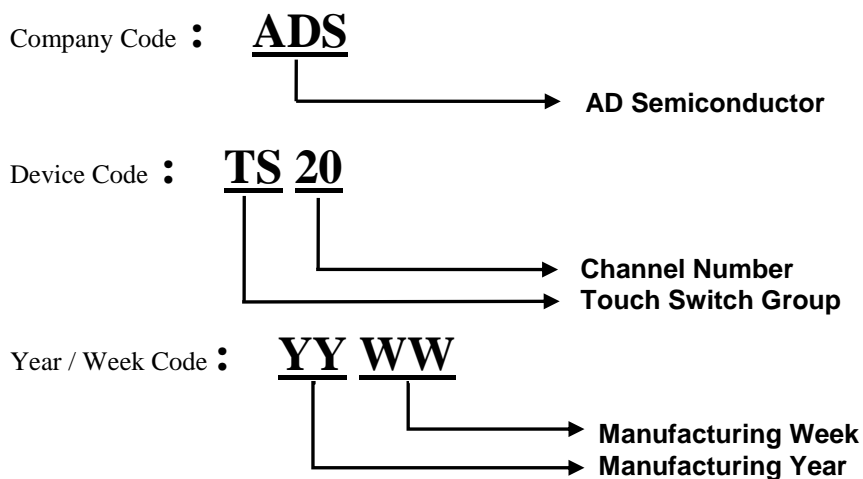 Company Code : ADS
AD Semiconductor
Device Code : TS 20
Channel Number
Touch Switch Group
Year / Week Code : YY WW
Manufacturing Week
Manufacturing Year